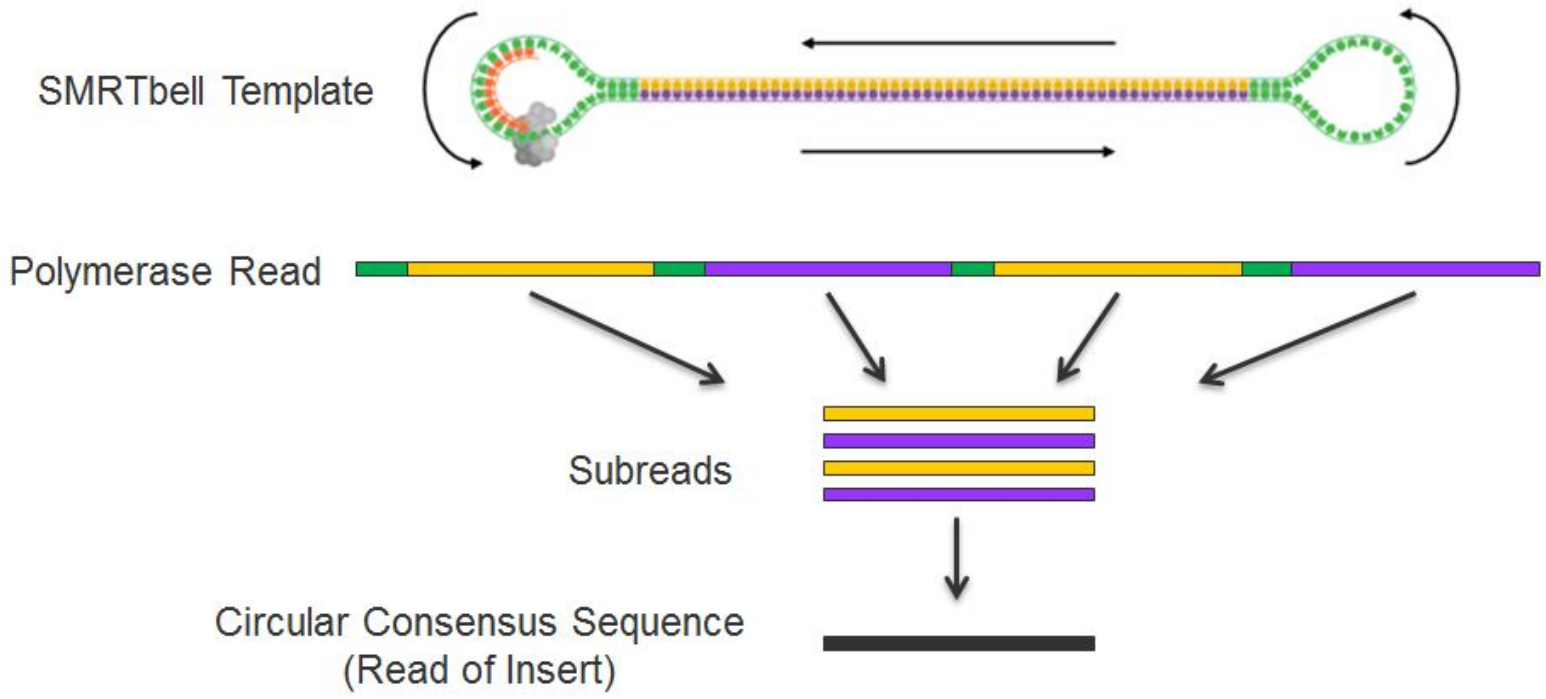 SMRTbell Template
Polymerase Read
Subreads
Circular Consensus Sequence
(Read of Insert)